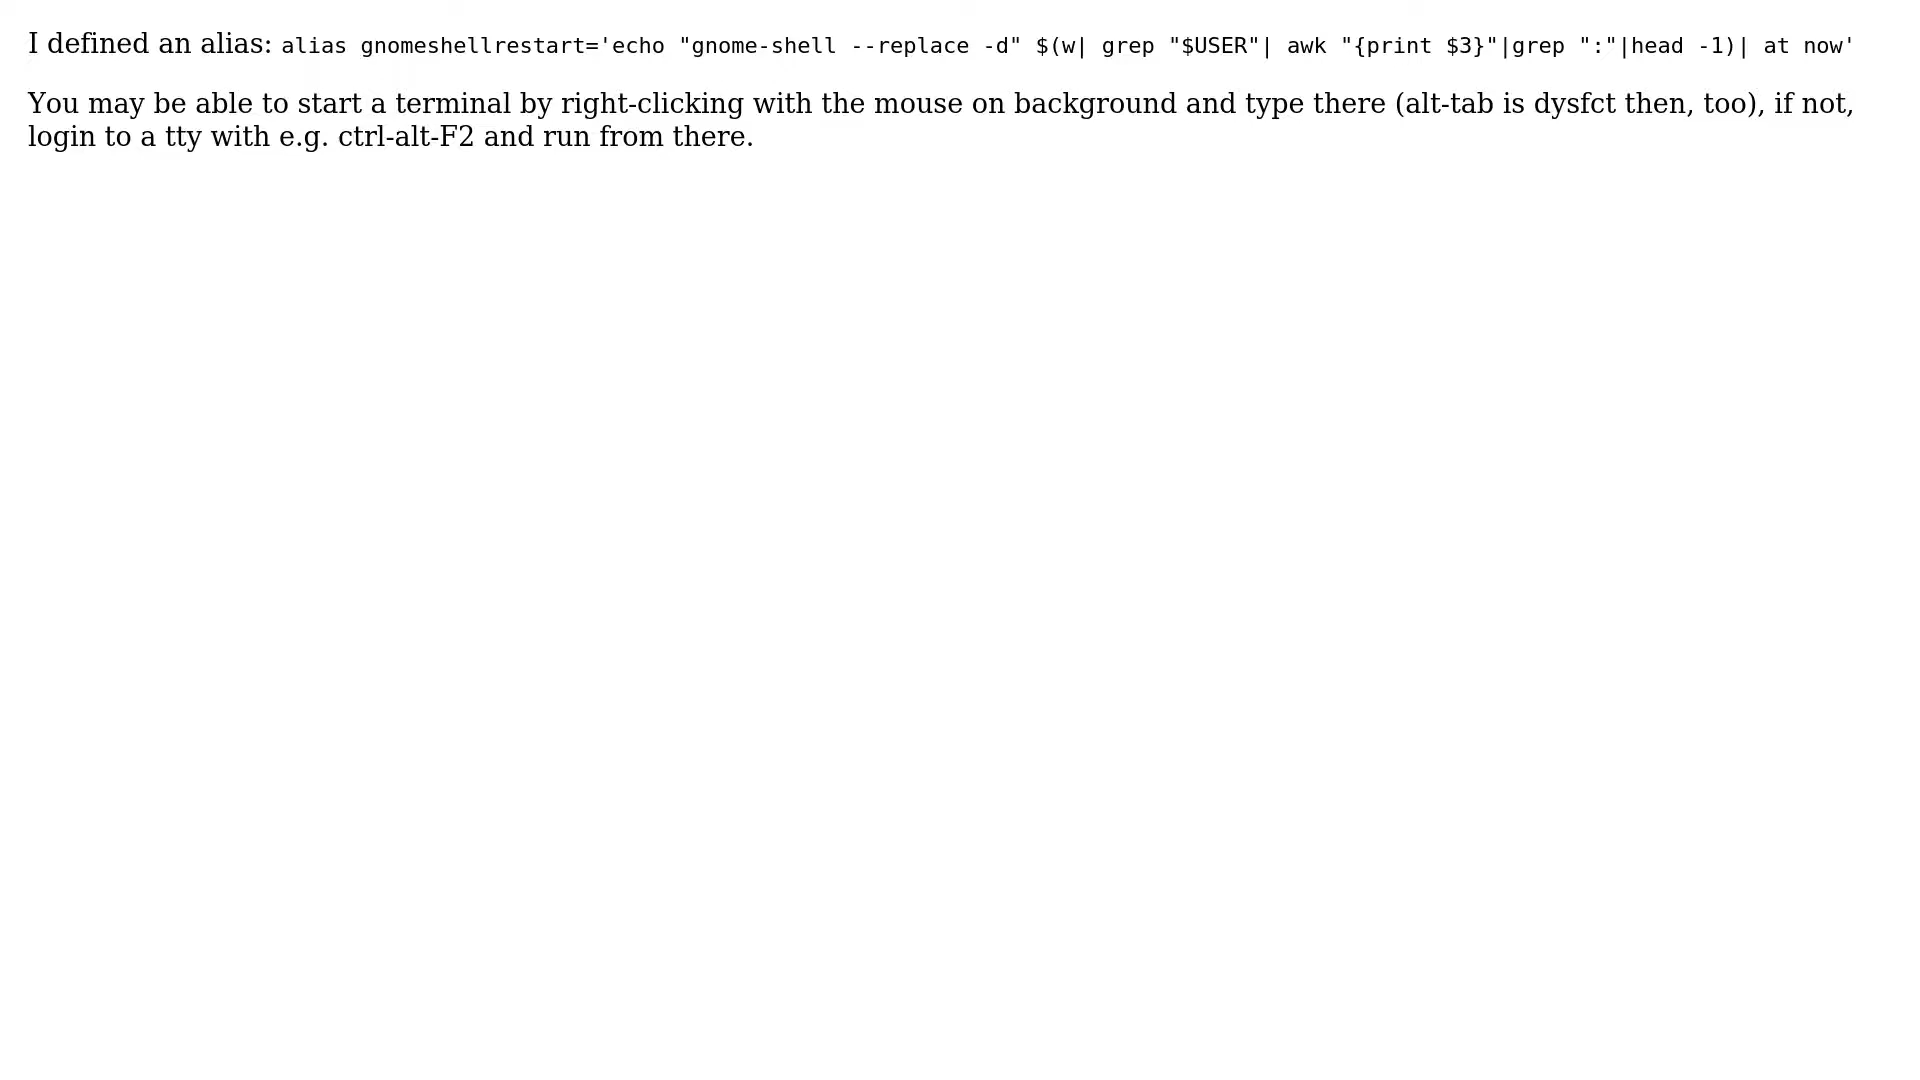 I defined an alias: alias gnomeshellrestart='echo "gnome-shell --replace -d" $(w| grep "$USER"| awk "{print $3}"|grep ":"|head -1)| at now'
You may be able to start a terminal by right-clicking with the mouse on background and type there (alt-tab is dysfct then, too), if not,
login to a tty with e.g. ctrl-alt-F2 and run from there.